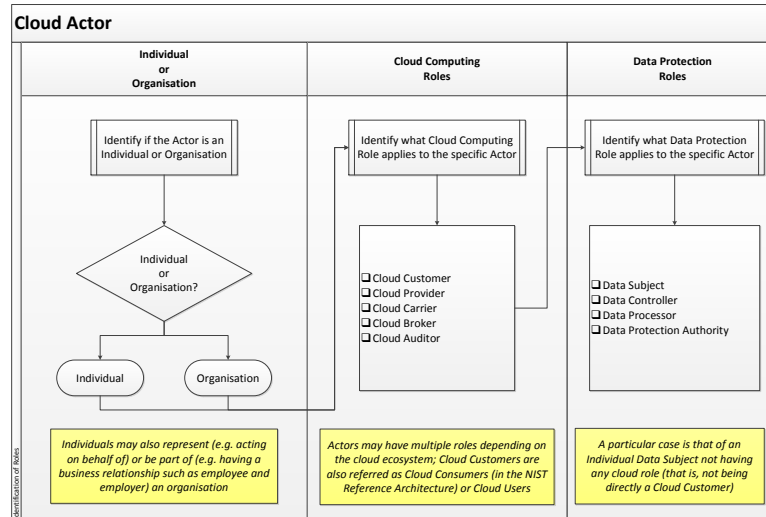 Cloud Actor
Individual
or
Organisation
Cloud Computing
Roles
Data Protection
Roles
Identify if the Actor is an
Individual or Organisation
Identify what Cloud Computing
Role applies to the specific Actor
Identify what Data Protection
Role applies to the specific Actor
Individual
or
Organisation?
Individual
Organisation
Cloud Customer
Cloud Provider
Cloud Carrier
Cloud Broker
Cloud Auditor
Data Subject
Data Controller
Data Processor
Data Protection Authority
Individuals may also represent (e.g. acting
on behalf of) or be part of (e.g. having a
business relationship such as employee and
employer) an organisation
Actors may have multiple roles depending on
the cloud ecosystem; Cloud Customers are
also referred as Cloud Consumers (in the NIST
Reference Architecture) or Cloud Users
A particular case is that of an
Individual Data Subject not having
any cloud role (that is, not being
directly a Cloud Customer)
dentification of Roles